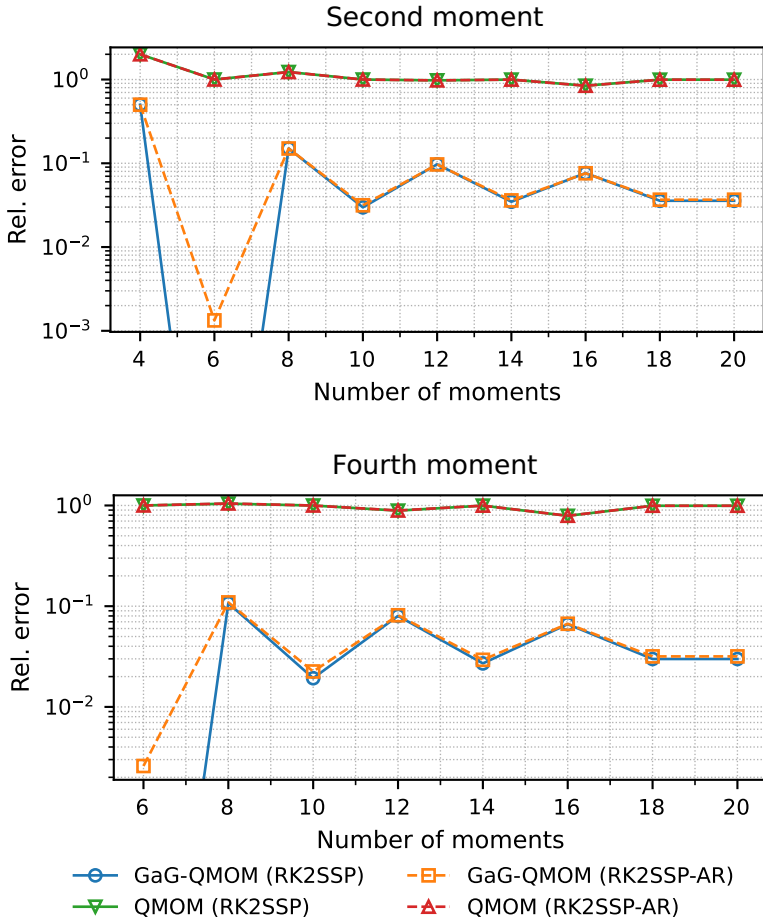 Second moment
Rel. error
10^0
10^-1
10^-2
10^-3
4 6 8 10 12 14 16 18 20
Number of moments
Fourth moment
Rel. error
10^0
10^-1
10^-2
6 8 10 12 14 16 18 20
Number of moments
GaG-QMOM (RK2SSP)
GaG-QMOM (RK2SSP-AR)
QMOM (RK2SSP)
QMOM (RK2SSP-AR)